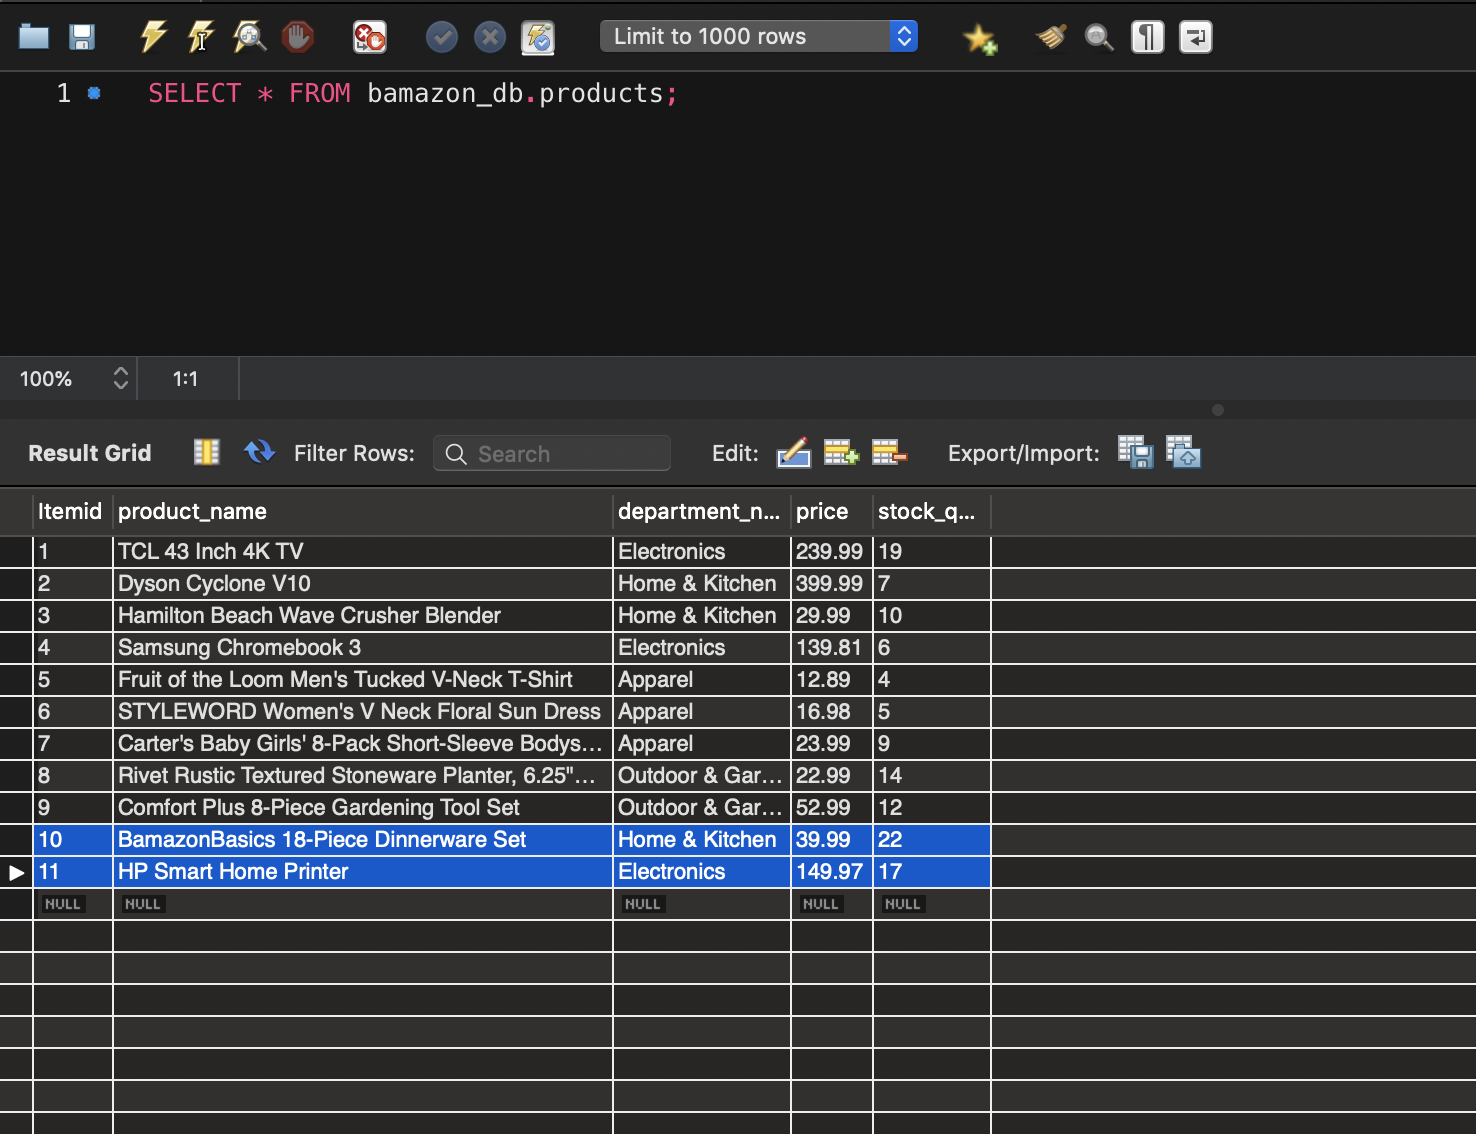 Limit to 1000 rows
1 SELECT * FROM bamazon_db.products;
100% 1:1
Result Grid Filter Rows: Search Edit: Export/Import:
Itemid product_name department_n... price stock_q...
1 TCL 43 Inch 4K TV Electronics 239.99 19
2 Dyson Cyclone V10 Home & Kitchen 399.99 7
3 Hamilton Beach Wave Crusher Blender Home & Kitchen 29.99 10
4 Samsung Chromebook 3 Electronics 139.81 6
5 Fruit of the Loom Men's Tucked V-Neck T-Shirt Apparel 12.89 4
6 STYLEWORD Women's V Neck Floral Sun Dress Apparel 16.98 5
7 Carter's Baby Girls' 8-Pack Short-Sleeve Bodys... Apparel 23.99 9
8 Rivet Rustic Textured Stoneware Planter, 6.25"... Outdoor & Gar... 22.99 14
9 Comfort Plus 8-Piece Gardening Tool Set Outdoor & Gar... 52.99 12
10 BamazonBasics 18-Piece Dinnerware Set Home & Kitchen 39.99 22
11 HP Smart Home Printer Electronics 149.97 17
NULL NULL NULL NULL NULL